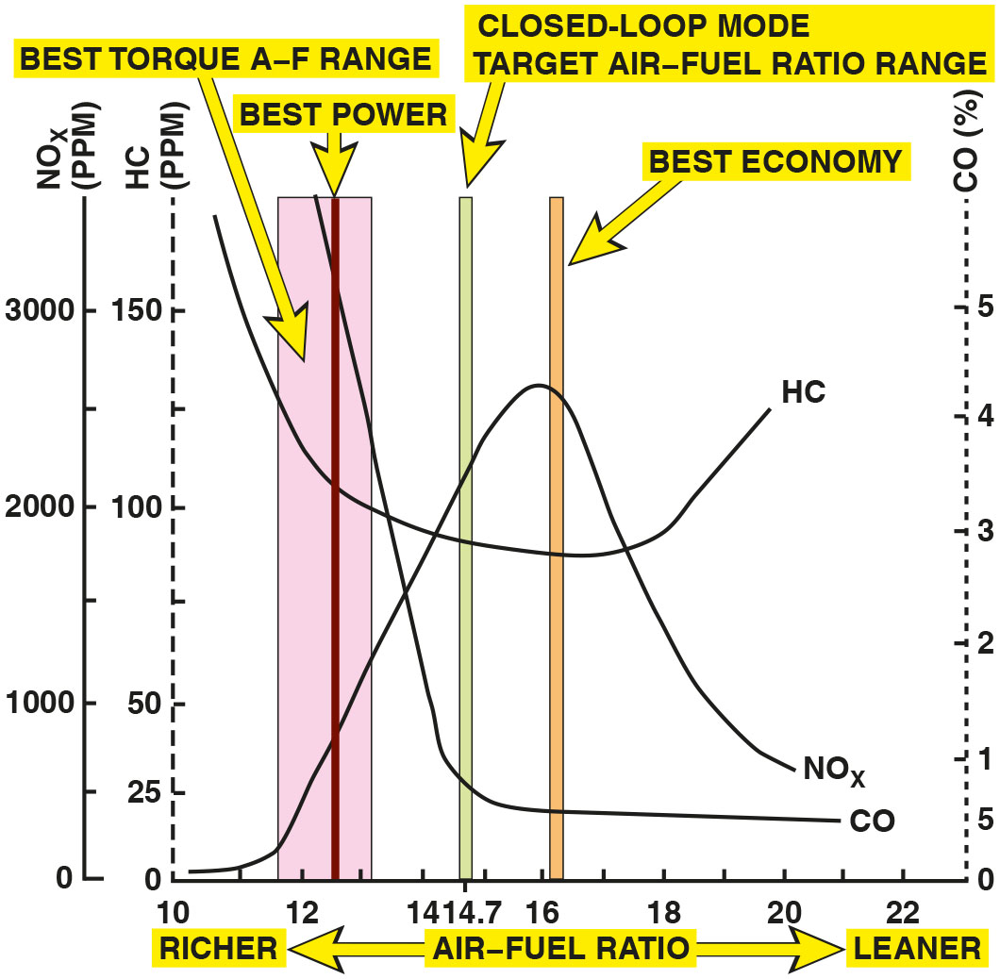 CLOSED-LOOP MODE
TARGET AIR–FUEL RATIO RANGE
BEST TORQUE A–F RANGE
BEST POWER
BEST ECONOMY
NOX (PPM)
HC (PPM)
CO (%)
3000
2000
1000
0
150
100
50
25
0
5
4
3
2
1
5
0
HC
NOX
CO
10 12 14 14.7 16 18 20 22
RICHER AIR–FUEL RATIO LEANER